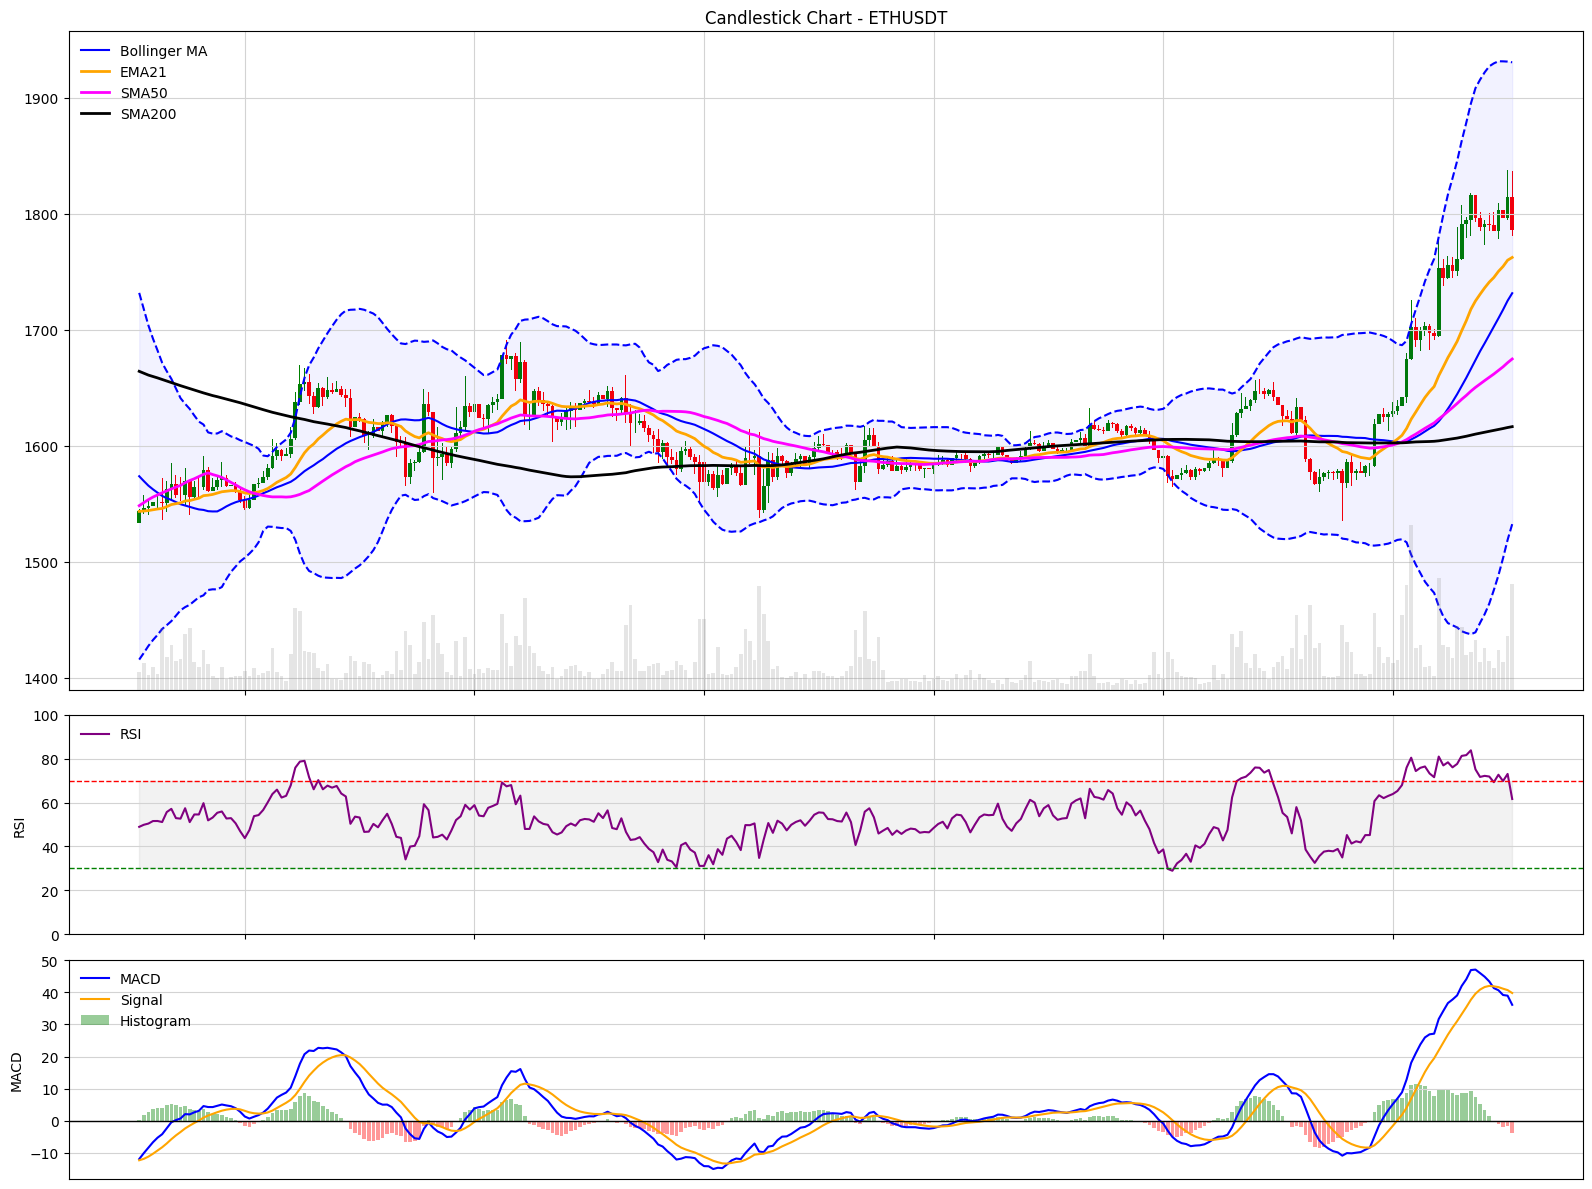 Candlestick Chart - ETHUSDT
Bollinger MA
EMA21
SMA50
SMA200
1900
1800
1700
1600
1500
1400
RSI
100
80
60
40
20
0
RSI
MACD
Signal
Histogram
50
40
30
20
10
0
−10
MACD